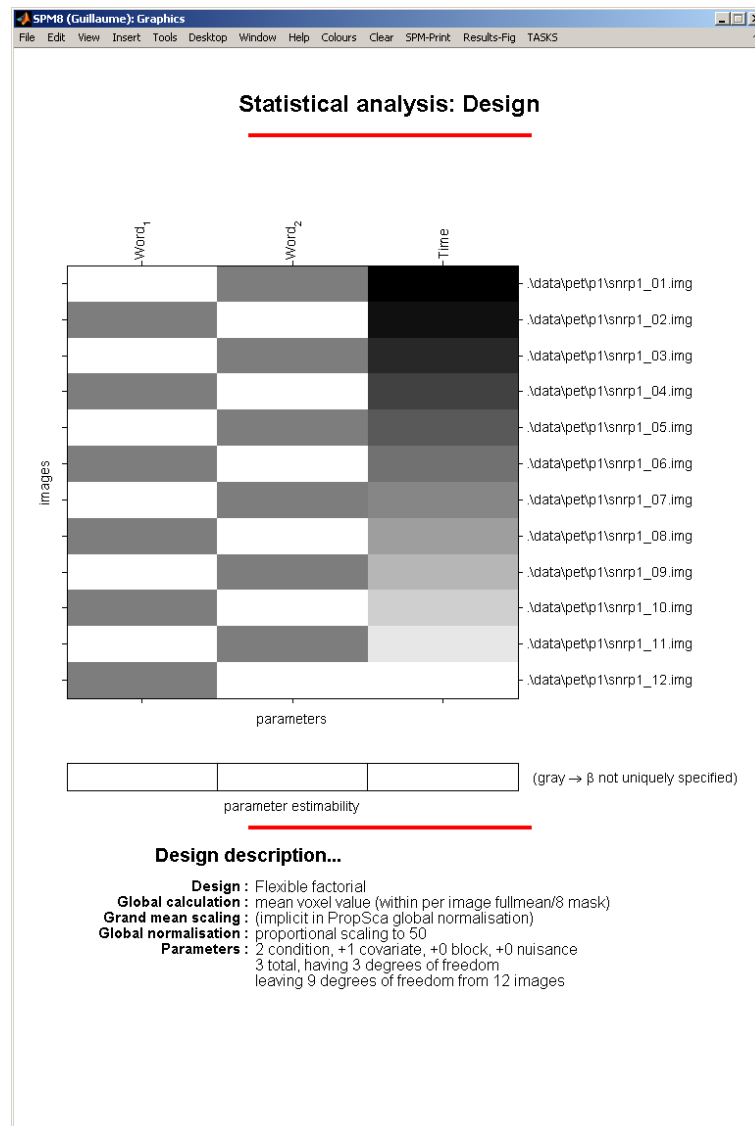 SPM8 (Guillaume): Graphics
File Edit View Insert Tools Desktop Window Help Colours Clear SPM-Print Results-Fig TASKS
Statistical analysis: Design
Word₁
Word₂
Time
.\data\pet\p1\snrp1_01.img
.\data\pet\p1\snrp1_02.img
.\data\pet\p1\snrp1_03.img
.\data\pet\p1\snrp1_04.img
.\data\pet\p1\snrp1_05.img
.\data\pet\p1\snrp1_06.img
.\data\pet\p1\snrp1_07.img
.\data\pet\p1\snrp1_08.img
.\data\pet\p1\snrp1_09.img
.\data\pet\p1\snrp1_10.img
.\data\pet\p1\snrp1_11.img
.\data\pet\p1\snrp1_12.img
images
parameters
(gray → β not uniquely specified)
parameter estimability
Design description...
Design : Flexible factorial
Global calculation : mean voxel value (within per image fullmean/8 mask)
Grand mean scaling : (implicit in PropSca global normalisation)
Global normalisation : proportional scaling to 50
Parameters : 2 condition, +1 covariate, +0 block, +0 nuisance
3 total, having 3 degrees of freedom
leaving 9 degrees of freedom from 12 images